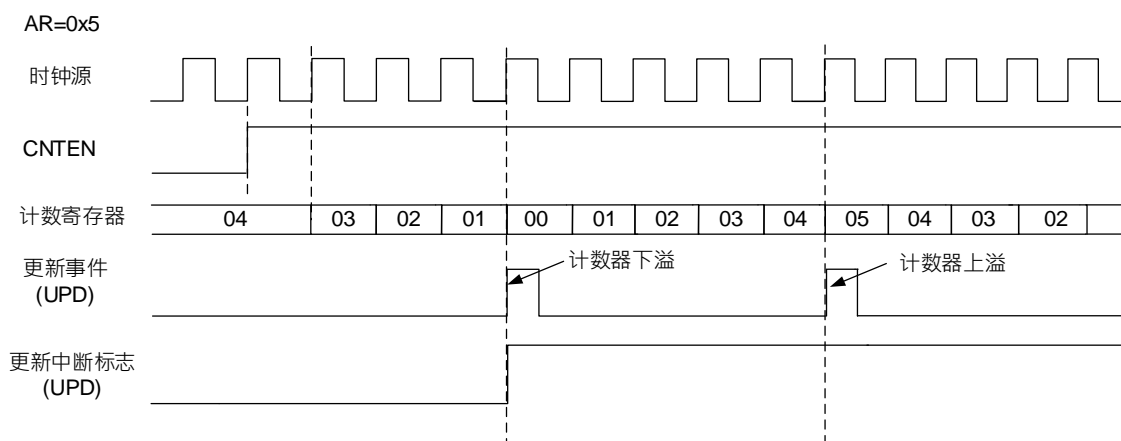 AR=0x5
时钟源
CNTEN
计数寄存器 04 03 02 01 00 01 02 03 04 05 04 03 02
更新事件
(UPD)
计数器下溢 计数器上溢
更新中断标志
(UPD)